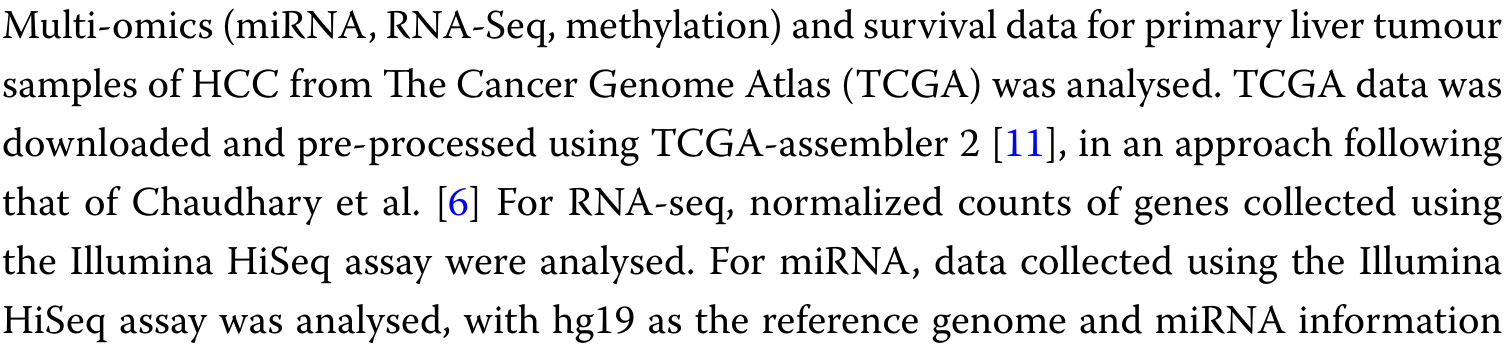 Multi-omics (miRNA, RNA-Seq, methylation) and survival data for primary liver tumour
samples of HCC from The Cancer Genome Atlas (TCGA) was analysed. TCGA data was
downloaded and pre-processed using TCGA-assembler 2 [11], in an approach following
that of Chaudhary et al. [6] For RNA-seq, normalized counts of genes collected using
the Illumina HiSeq assay were analysed. For miRNA, data collected using the Illumina
HiSeq assay was analysed, with hg19 as the reference genome and miRNA information